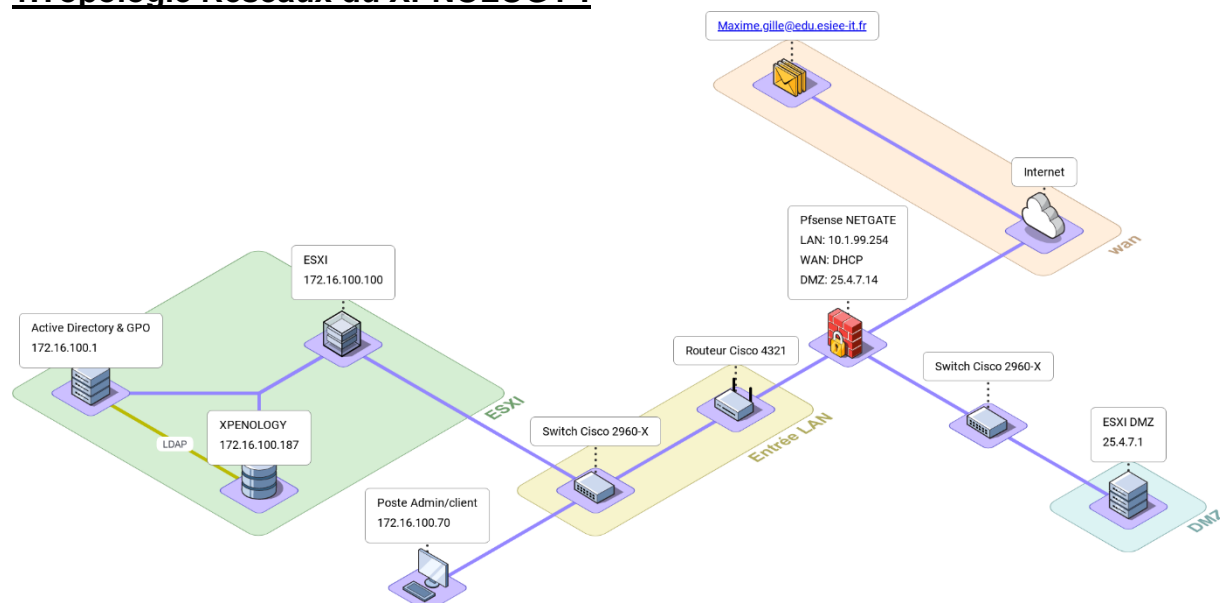 Maxime.gille@edu.esiee-it.fr
Internet
wan
Pfsense NETGATE
LAN: 10.1.99.254
WAN: DHCP
DMZ: 25.4.7.14
ESXI
172.16.100.100
Active Directory & GPO
172.16.100.1
Routeur Cisco 4321
Switch Cisco 2960-X
ESXI DMZ
25.4.7.1
ESXI
XPENOLOGY
172.16.100.187
LDAP
Switch Cisco 2960-X
Entrée LAN
Poste Admin/client
172.16.100.70
DMZ